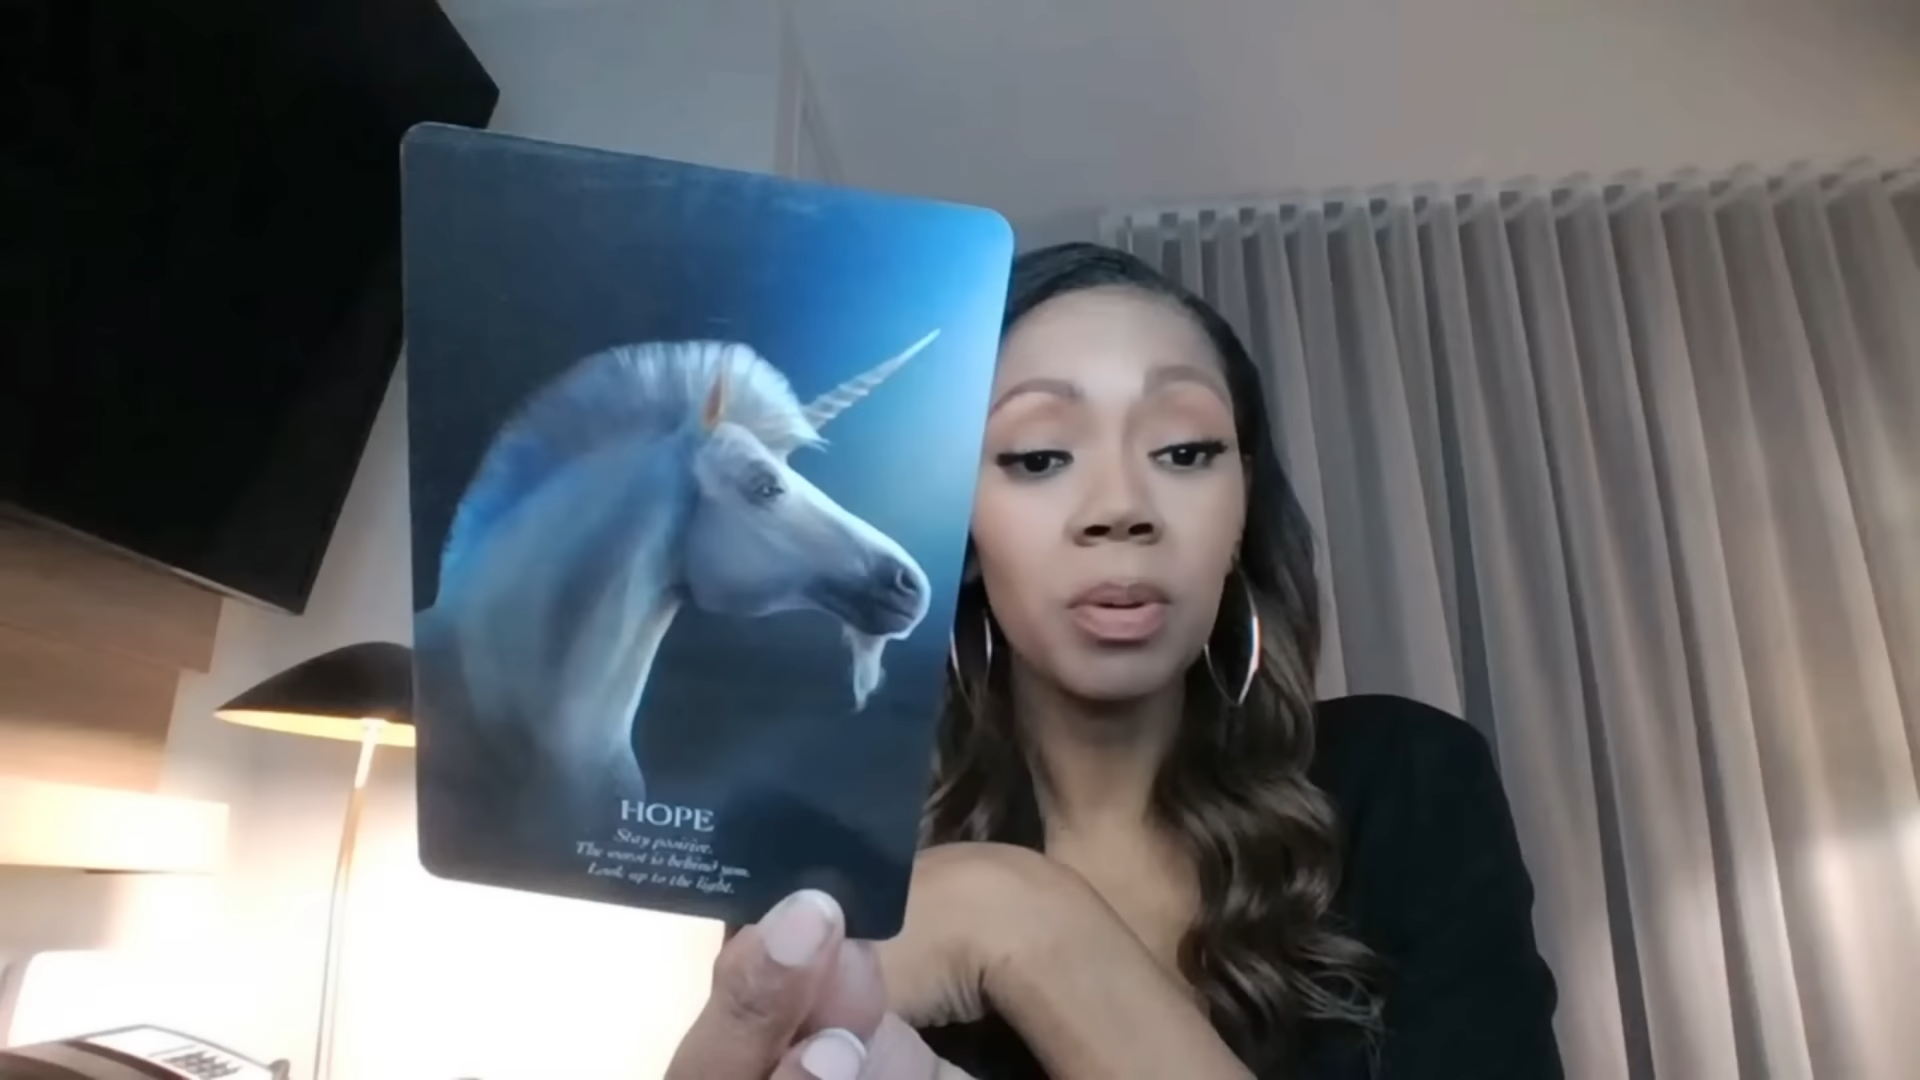 HOPE
Stay positive.
The worst is behind you.
Look up to the light.